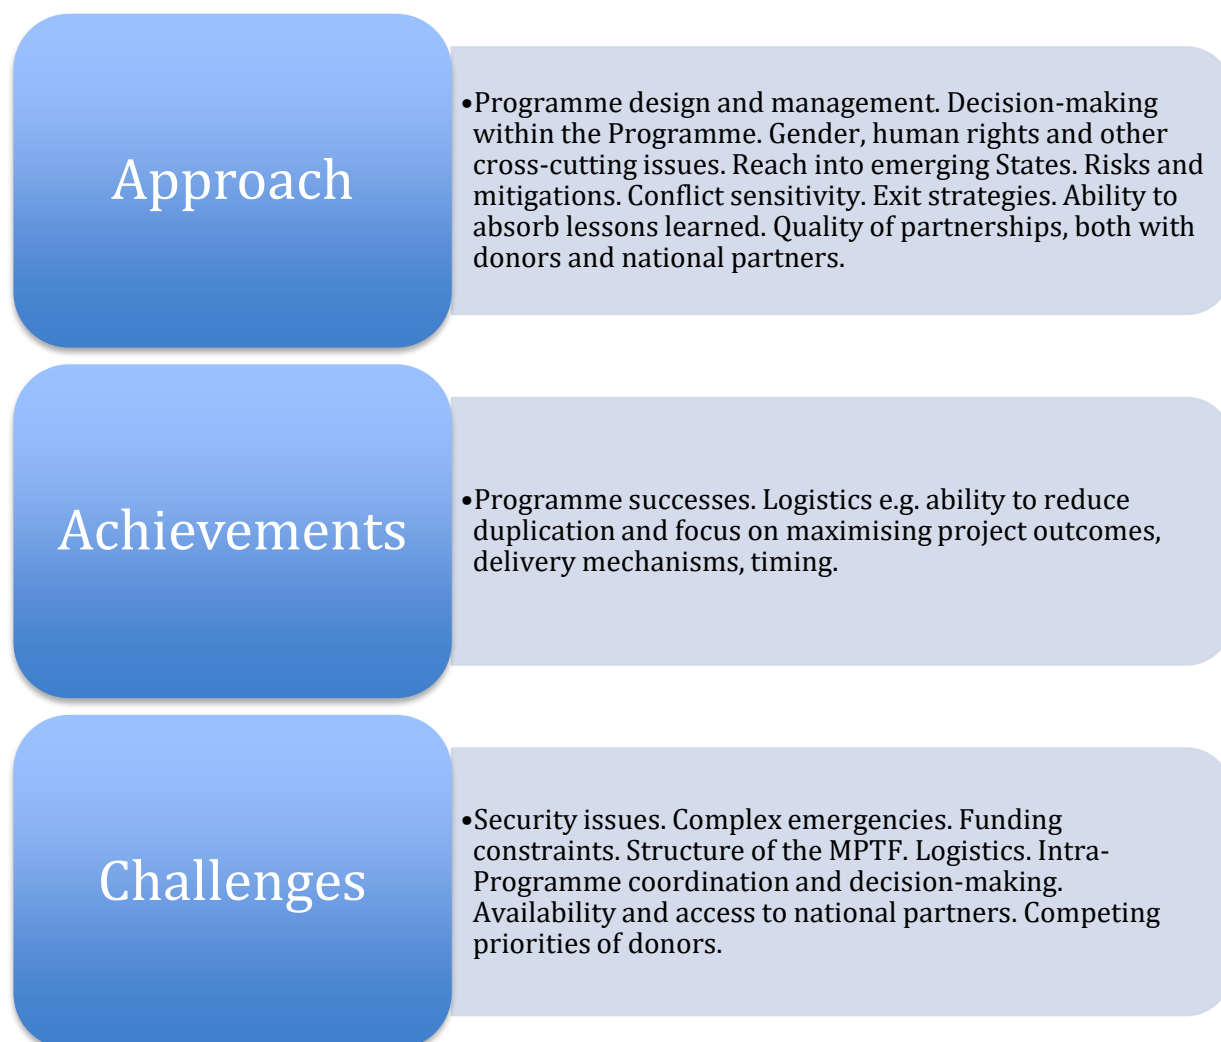 Approach
•Programme design and management. Decision-making
within the Programme. Gender, human rights and other
cross-cutting issues. Reach into emerging States. Risks and
mitigations. Conflict sensitivity. Exit strategies. Ability to
absorb lessons learned. Quality of partnerships, both with
donors and national partners.
Achievements
•Programme successes. Logistics e.g. ability to reduce
duplication and focus on maximising project outcomes,
delivery mechanisms, timing.
Challenges
•Security issues. Complex emergencies. Funding
constraints. Structure of the MPTF. Logistics. Intra-
Programme coordination and decision-making.
Availability and access to national partners. Competing
priorities of donors.